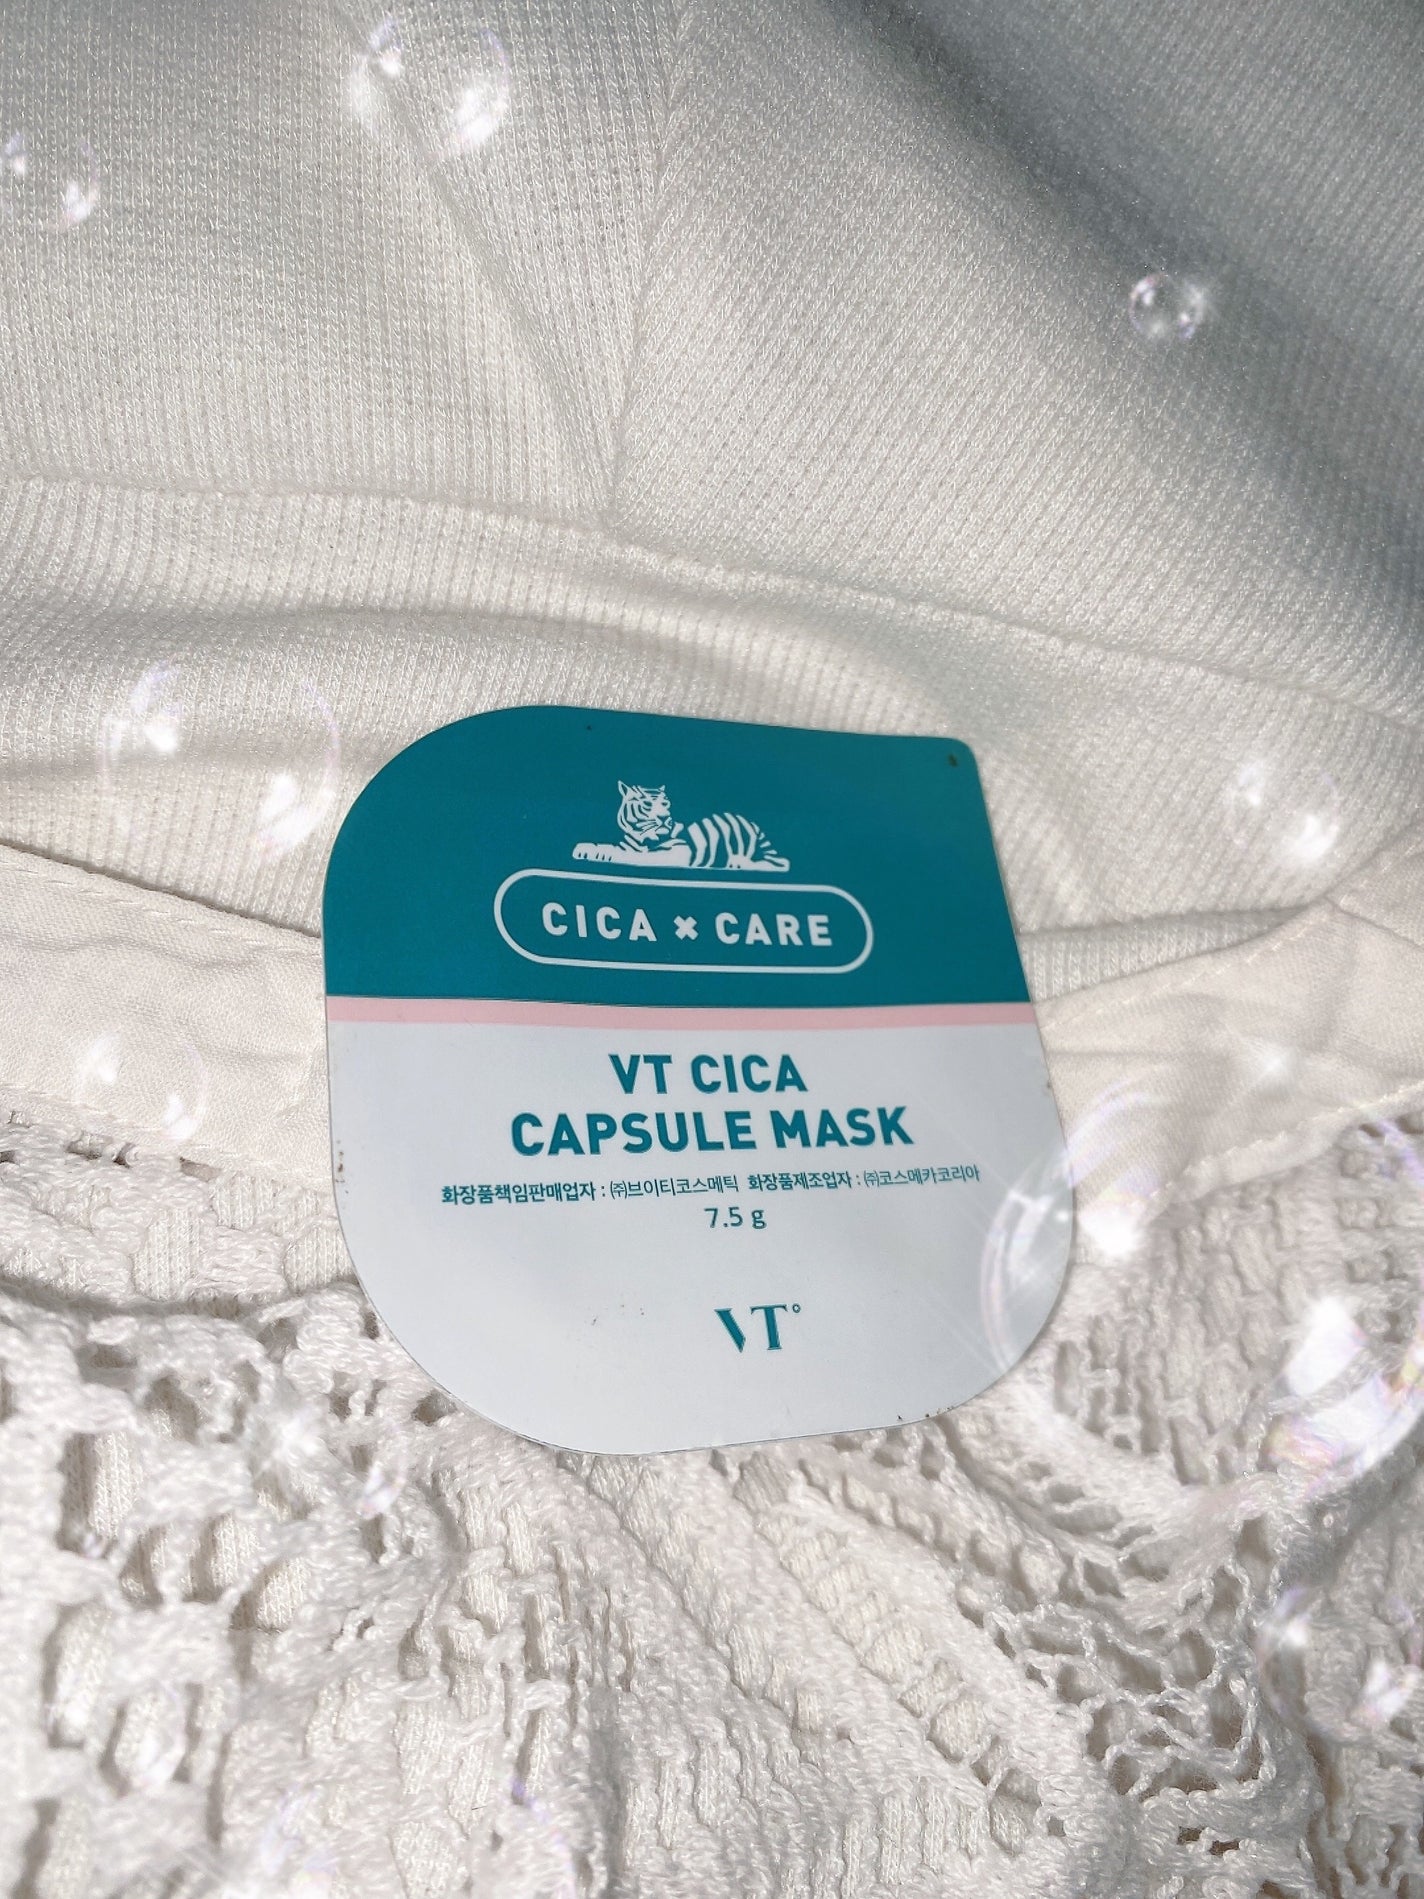 CICA × CARE
VT CICA
CAPSULE MASK
화장품책임판매업자 : ㈜브이티코스메틱 화장품제조업자 : ㈜코스메카코리아
7.5 g
VT°